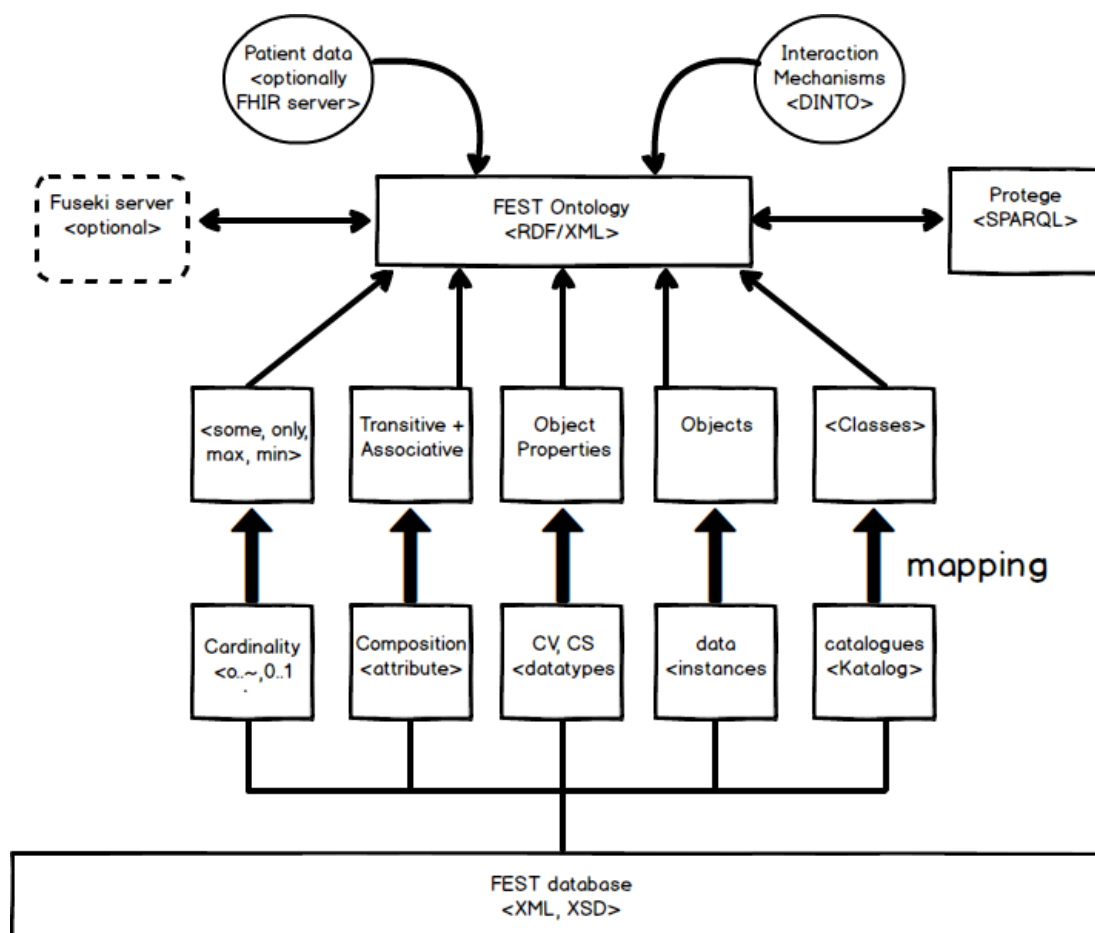 Patient data
<optionally
FHIR server>
Interaction
Mechanisms
<DINTO>
Fuseki server
<optional>
FEST Ontology
<RDF/XML>
Protege
<SPARQL>
<some, only,
max, min>
Transitive +
Associative
Object
Properties
Objects
<Classes>
mapping
Cardinality
<o..~,0..1
Composition
<attribute>
CV, CS
<datatypes
data
<instances
catalogues
<Katalog>
FEST database
<XML, XSD>